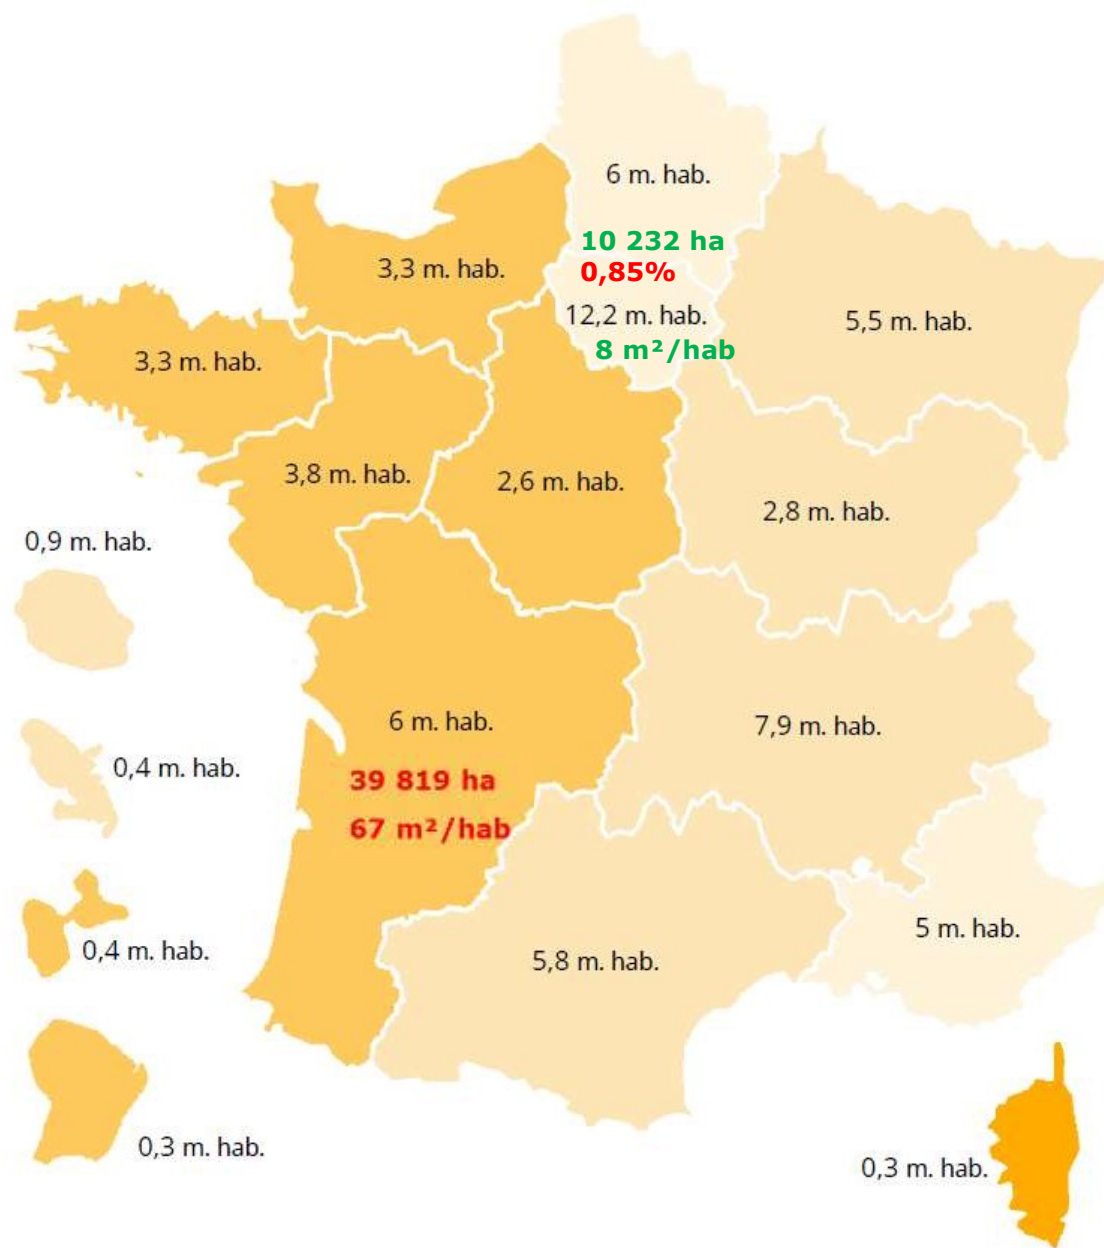 6 m. hab.
10 232 ha
0,85%
3,3 m. hab.
12,2 m. hab.
8 m²/hab
5,5 m. hab.
3,3 m. hab.
3,8 m. hab.
2,6 m. hab.
2,8 m. hab.
0,9 m. hab.
6 m. hab.
39 819 ha
67 m²/hab
7,9 m. hab.
0,4 m. hab.
5 m. hab.
0,4 m. hab.
5,8 m. hab.
0,3 m. hab.
0,3 m. hab.